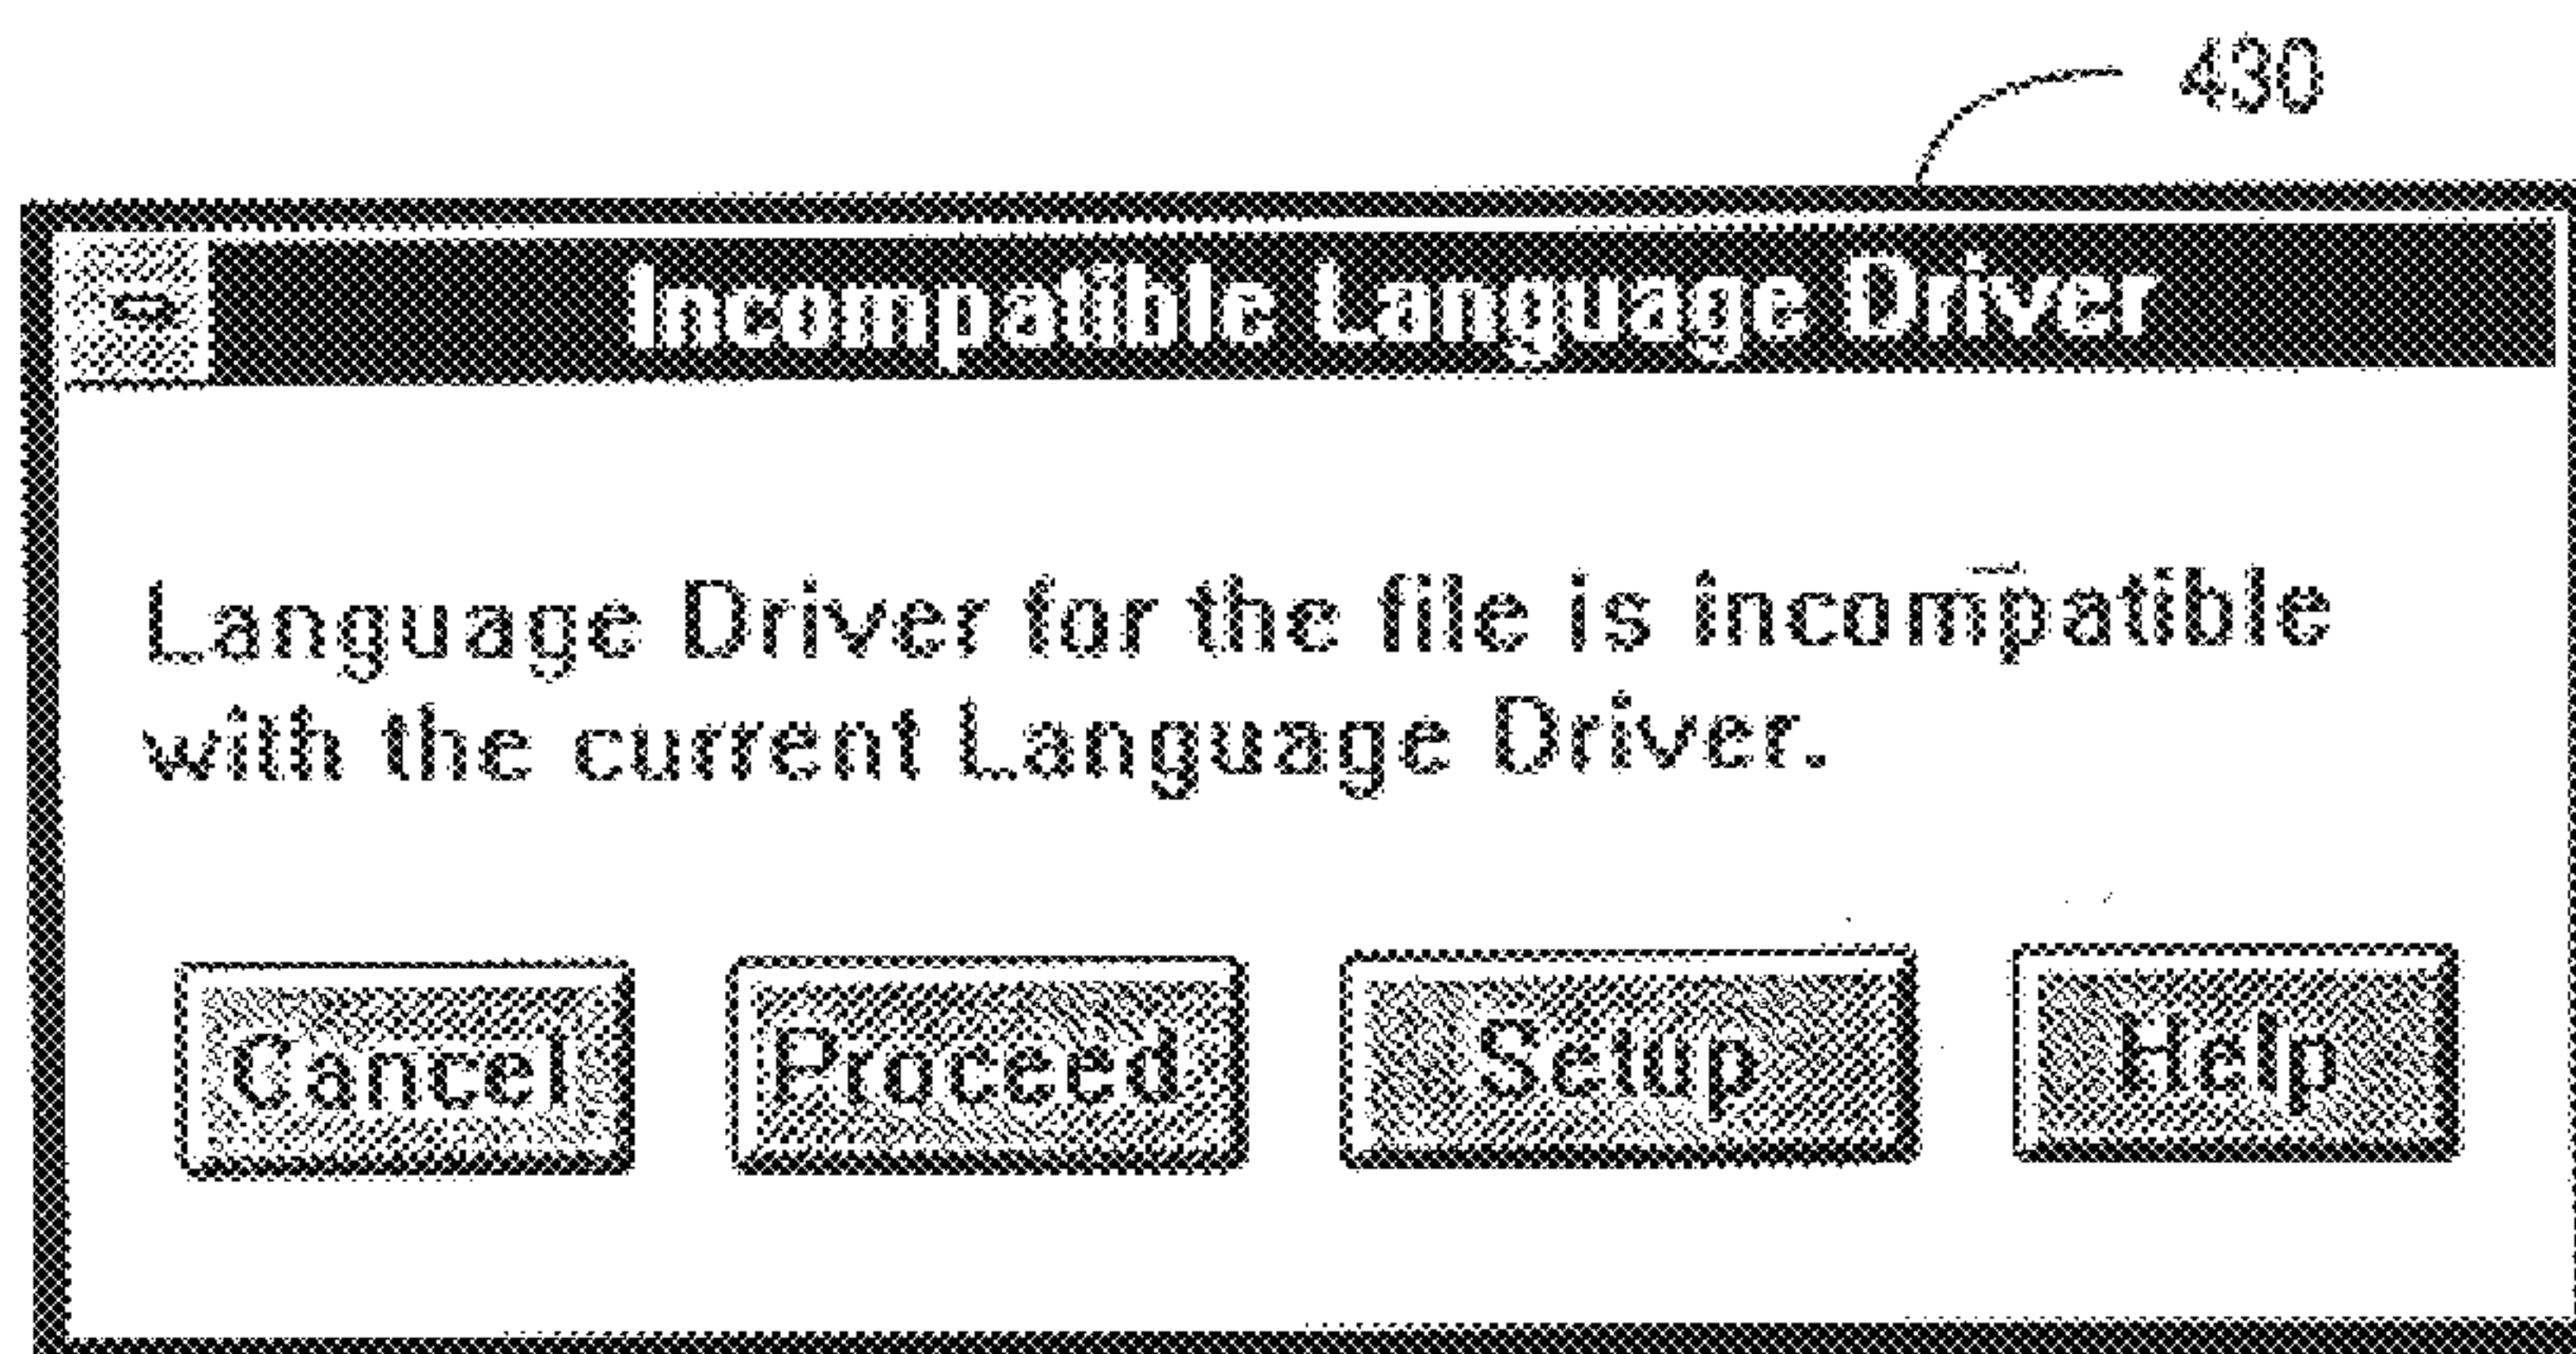 430
Incompatible Language Driver
Language Driver for the file is incompatible
with the current Language Driver.
Cancel Proceed Setup Help